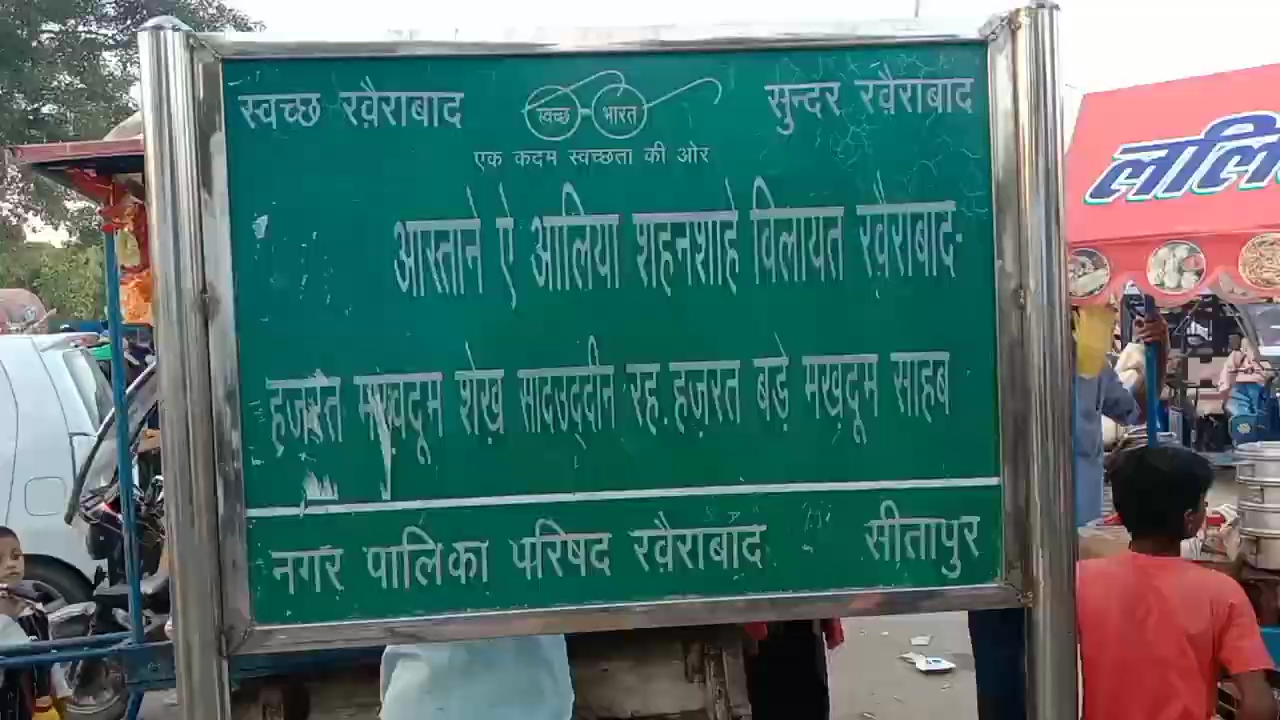 स्वच्छ ख़ैराबाद
स्वच्छ भारत
सुन्दर ख़ैराबाद
एक कदम स्वच्छता की ओर
आस्ताने ऐ आलिया शहनशाहे विलायत ख़ैराबाद
हज़रत मख़दूम शेख़ सादउद्दीन रह. हज़रत बड़े मख़दूम साहब
नगर पालिका परिषद ख़ैराबाद सीतापुर